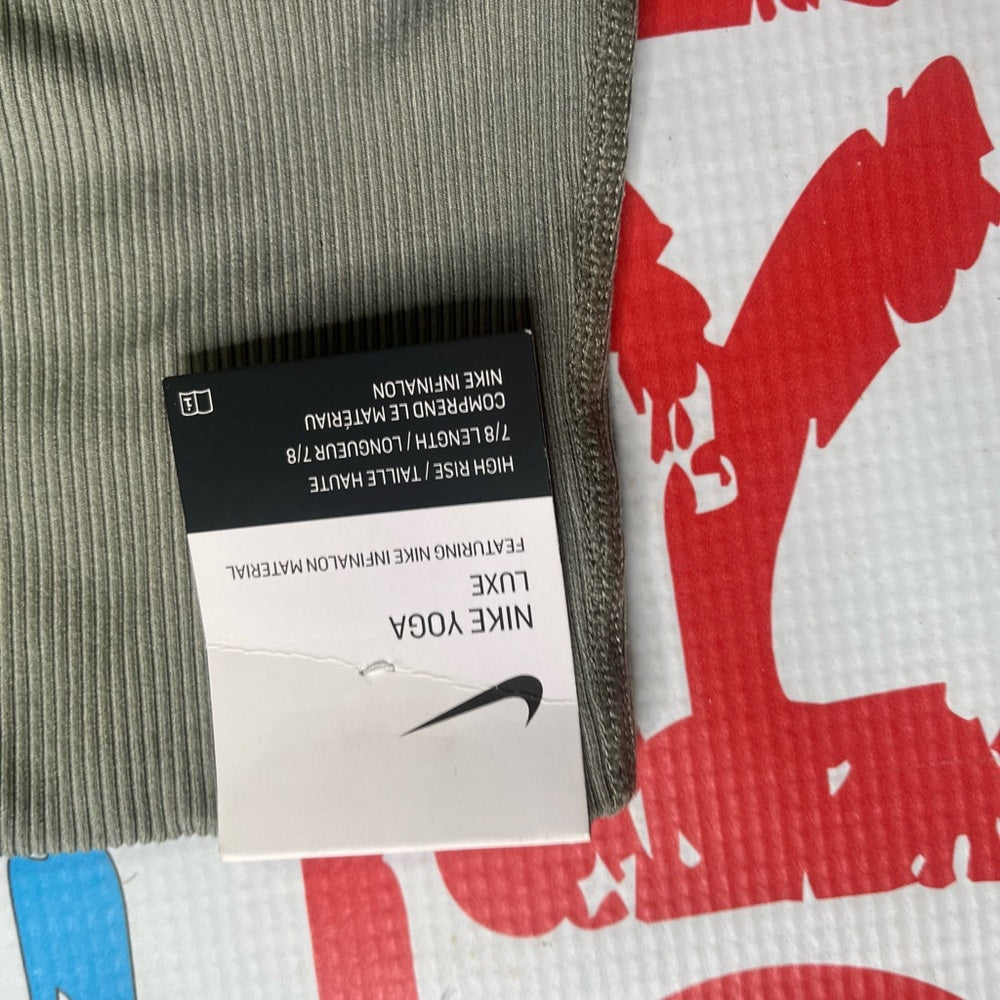 NIKE YOGA
LUXE
FEATURING NIKE INFINALON MATERIAL
HIGH RISE / TAILLE HAUTE
7/8 LENGTH / LONGUEUR 7/8
COMPREND LE MATÉRIAU
NIKE INFINALON
i